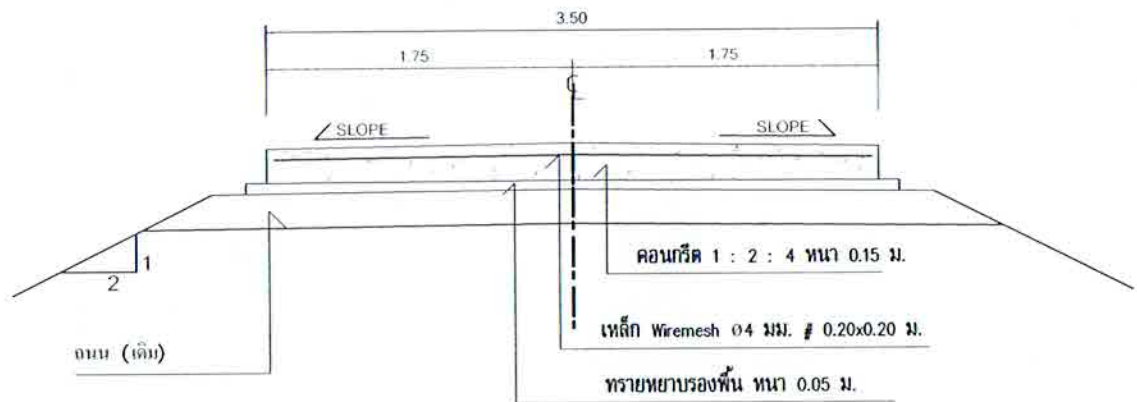 3.50
1.75 1.75
CL
SLOPE SLOPE
1
2
คอนกรีต 1 : 2 : 4 หนา 0.15 ม.
เหล็ก Wiremesh Ø4 มม. # 0.20x0.20 ม.
ถนน (เดิม)
ทรายหยาบรองพื้น หนา 0.05 ม.